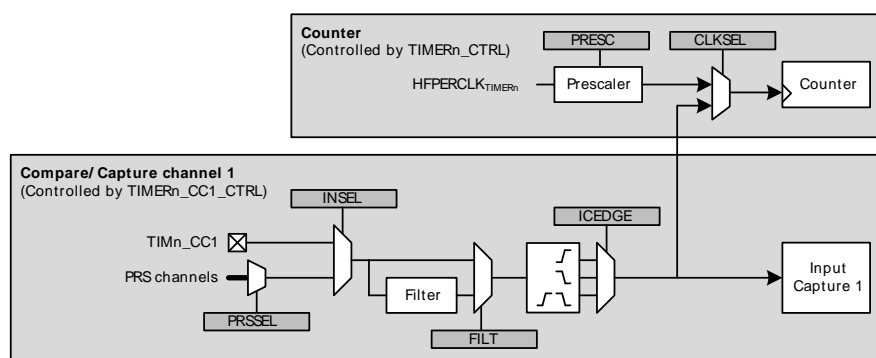 Counter
(Controlled by TIMERn_CTRL)
PRESC
CLKSEL
HFPERCLKTIMERn
Prescaler
Counter
Compare/ Capture channel 1
(Controlled by TIMERn_CC1_CTRL)
INSEL
ICEDGE
TIMn_CC1
PRS channels
Filter
Input
Capture 1
PRSSEL
FILT